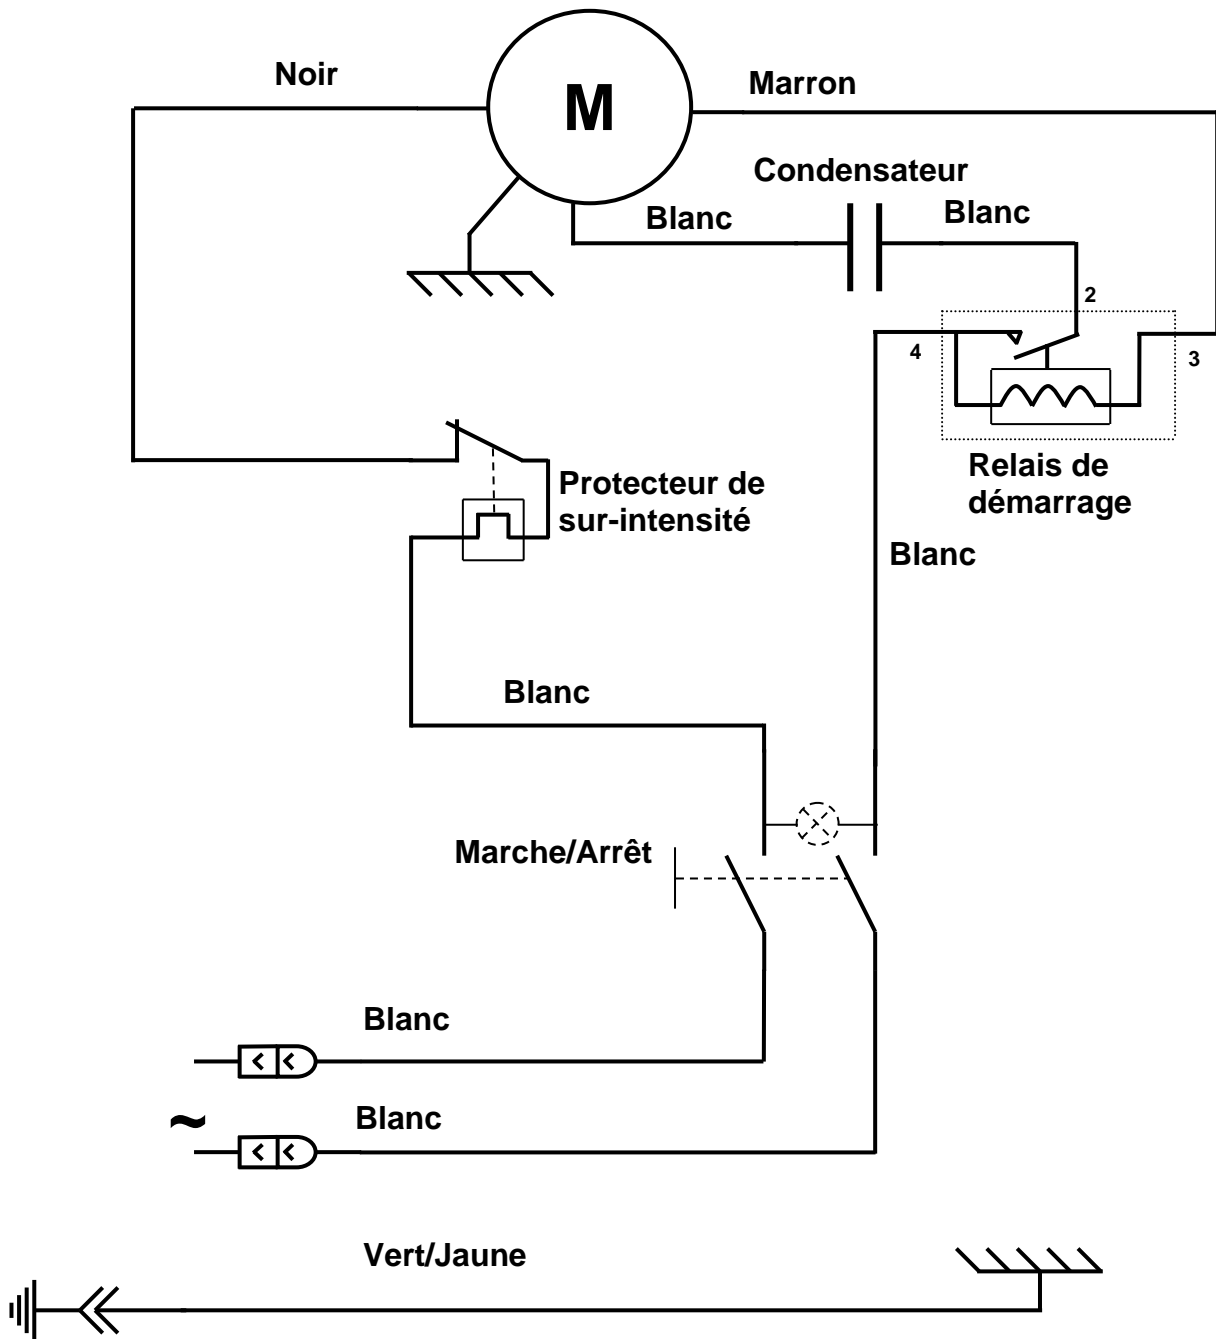 Noir
M
Marron
Condensateur
Blanc
Blanc
2
4
3
Relais de
démarrage
Protecteur de
sur-intensité
Blanc
Blanc
Marche/Arrêt
Blanc
~
Blanc
Vert/Jaune